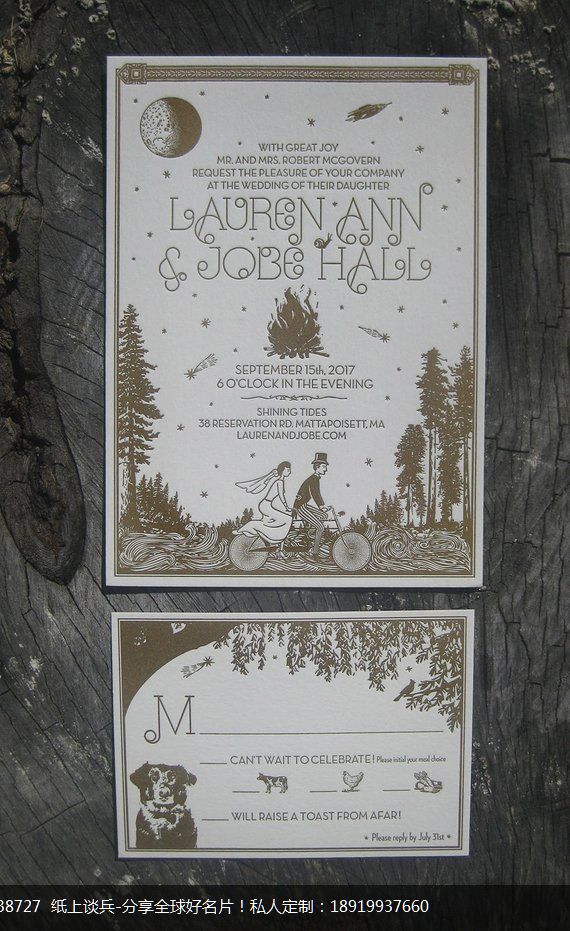 WITH GREAT JOY
MR. AND MRS. ROBERT MCGOVERN
REQUEST THE PLEASURE OF YOUR COMPANY
AT THE WEDDING OF THEIR DAUGHTER
LAUREN ANN
& JOBE HALL
SEPTEMBER 15th, 2017
6 O'CLOCK IN THE EVENING
SHINING TIDES
38 RESERVATION RD. MATTAPOISETT, MA
LAURENANDJOBE.COM
M
CAN'T WAIT TO CELEBRATE! Please initial your meal choice
WILL RAISE A TOAST FROM AFAR!
* Please reply by July 31st *
38727 纸上谈兵-分享全球好名片！私人定制：18919937660